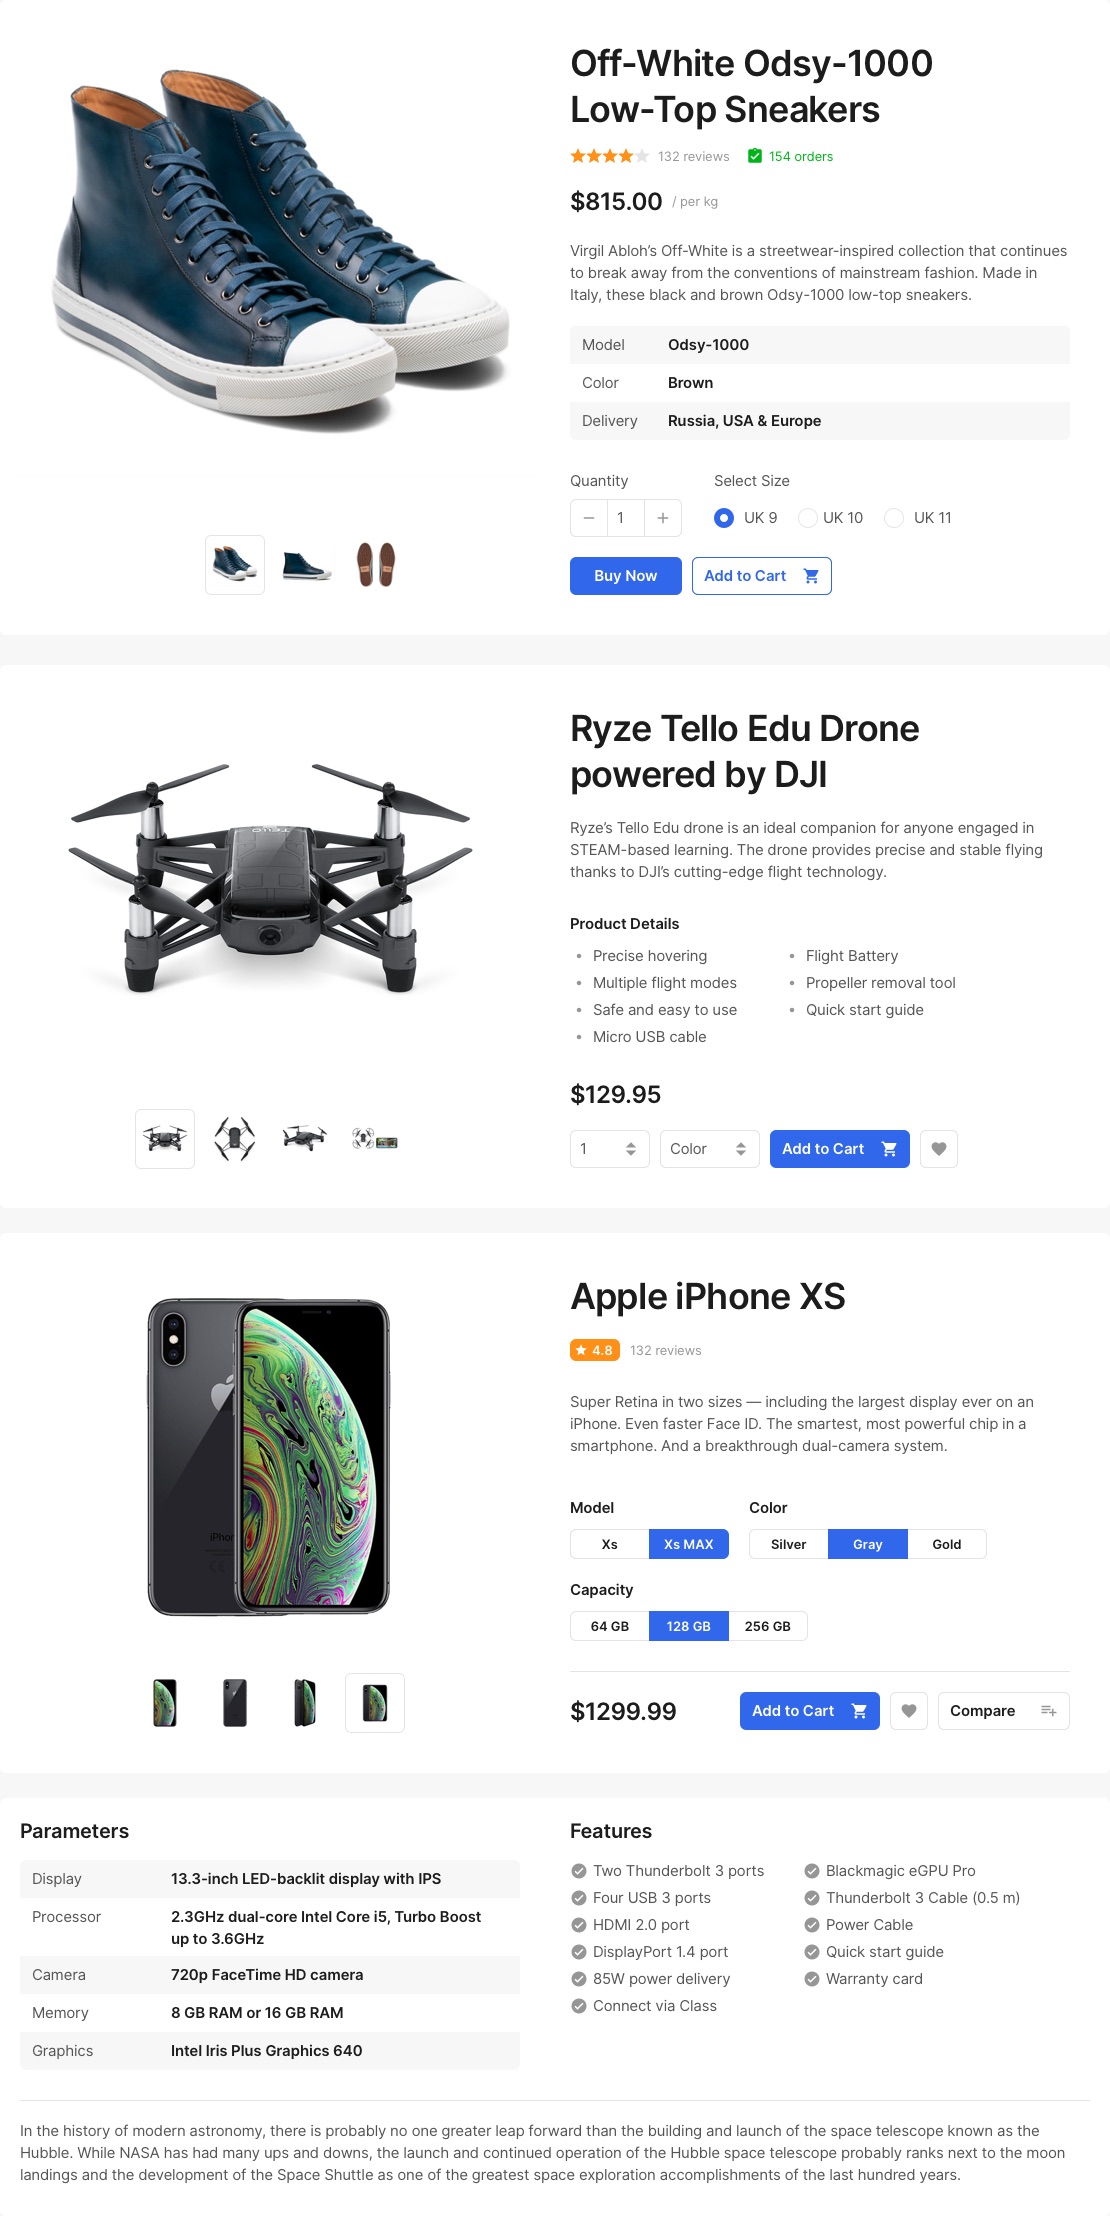 Off-White Odsy-1000
Low-Top Sneakers
132 reviews 154 orders
$815.00 / per kg
Virgil Abloh’s Off-White is a streetwear-inspired collection that continues
to break away from the conventions of mainstream fashion. Made in
Italy, these black and brown Odsy-1000 low-top sneakers.
Model Odsy-1000
Color Brown
Delivery Russia, USA & Europe
Quantity Select Size
1 UK 9 UK 10 UK 11
Buy Now Add to Cart
TELLO
Ryze Tello Edu Drone
powered by DJI
Ryze’s Tello Edu drone is an ideal companion for anyone engaged in
STEAM-based learning. The drone provides precise and stable flying
thanks to DJI’s cutting-edge flight technology.
Product Details
• Precise hovering • Flight Battery
• Multiple flight modes • Propeller removal tool
• Safe and easy to use • Quick start guide
• Micro USB cable
$129.95
1 Color Add to Cart
Apple iPhone XS
4.8 132 reviews
Super Retina in two sizes — including the largest display ever on an
iPhone. Even faster Face ID. The smartest, most powerful chip in a
smartphone. And a breakthrough dual-camera system.
Model Color
Xs Xs MAX Silver Gray Gold
Capacity
64 GB 128 GB 256 GB
$1299.99 Add to Cart Compare
Parameters
Display 13.3-inch LED-backlit display with IPS
Processor 2.3GHz dual-core Intel Core i5, Turbo Boost
up to 3.6GHz
Camera 720p FaceTime HD camera
Memory 8 GB RAM or 16 GB RAM
Graphics Intel Iris Plus Graphics 640
Features
Two Thunderbolt 3 ports Blackmagic eGPU Pro
Four USB 3 ports Thunderbolt 3 Cable (0.5 m)
HDMI 2.0 port Power Cable
DisplayPort 1.4 port Quick start guide
85W power delivery Warranty card
Connect via Class
In the history of modern astronomy, there is probably no one greater leap forward than the building and launch of the space telescope known as the
Hubble. While NASA has had many ups and downs, the launch and continued operation of the Hubble space telescope probably ranks next to the moon
landings and the development of the Space Shuttle as one of the greatest space exploration accomplishments of the last hundred years.